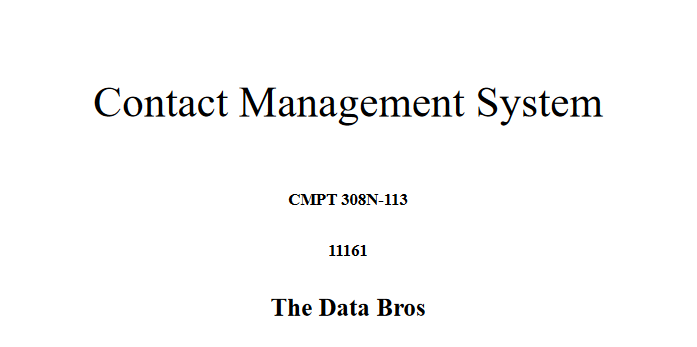 Contact Management System
CMPT 308N-113
11161
The Data Bros